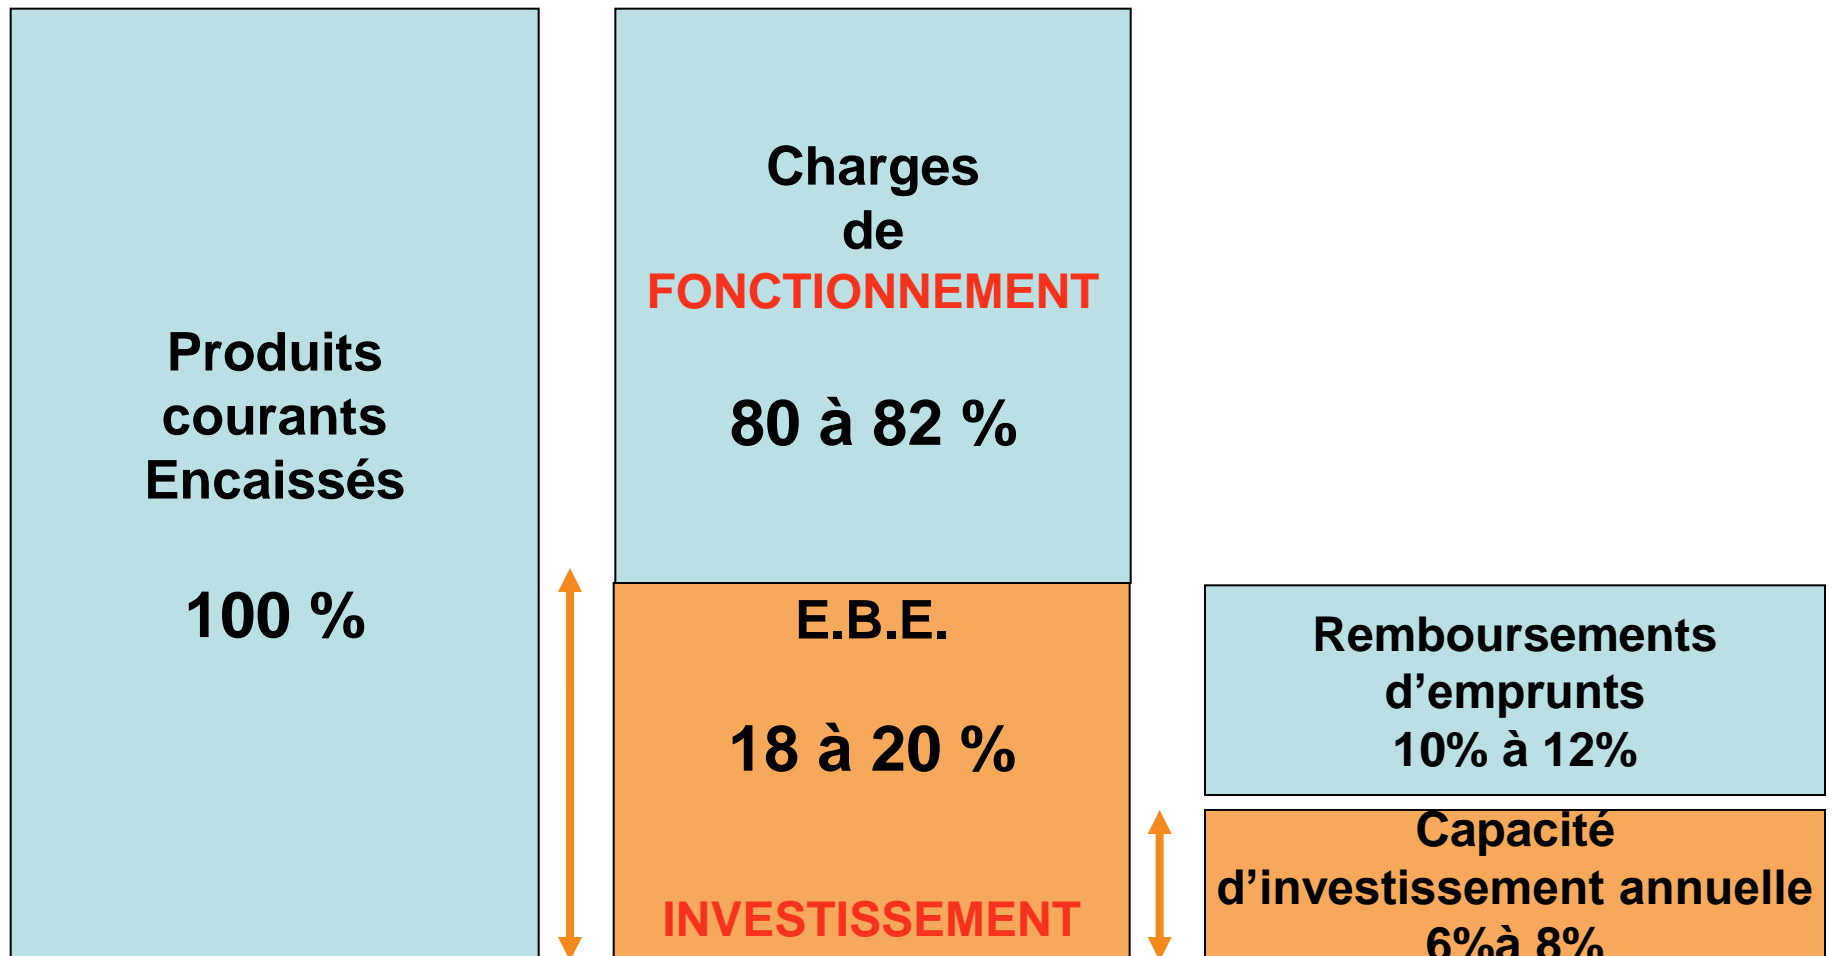 Produits
courants
Encaissés
100 %
Charges
de
FONCTIONNEMENT
80 à 82 %
E.B.E.
18 à 20 %
INVESTISSEMENT
Remboursements
d’emprunts
10% à 12%
Capacité
d’investissement annuelle
6%à 8%